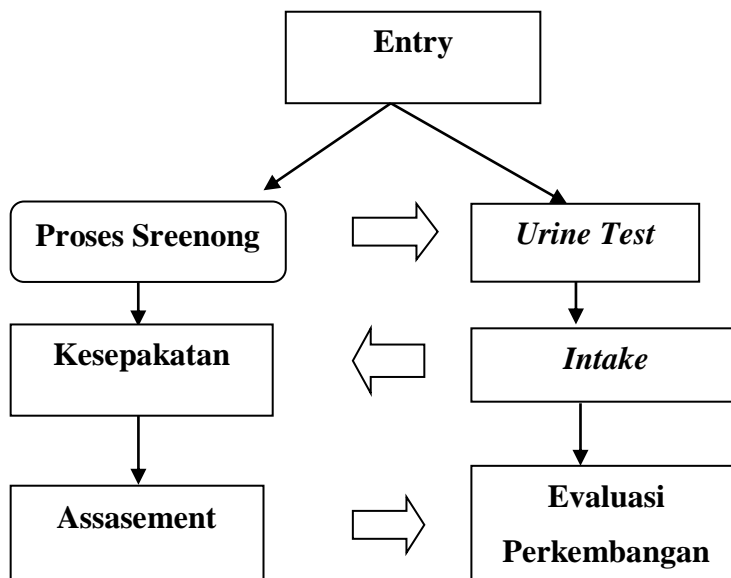 Entry
Proses Sreenong
Urine Test
Kesepakatan
Intake
Assasement
Evaluasi
Perkembangan